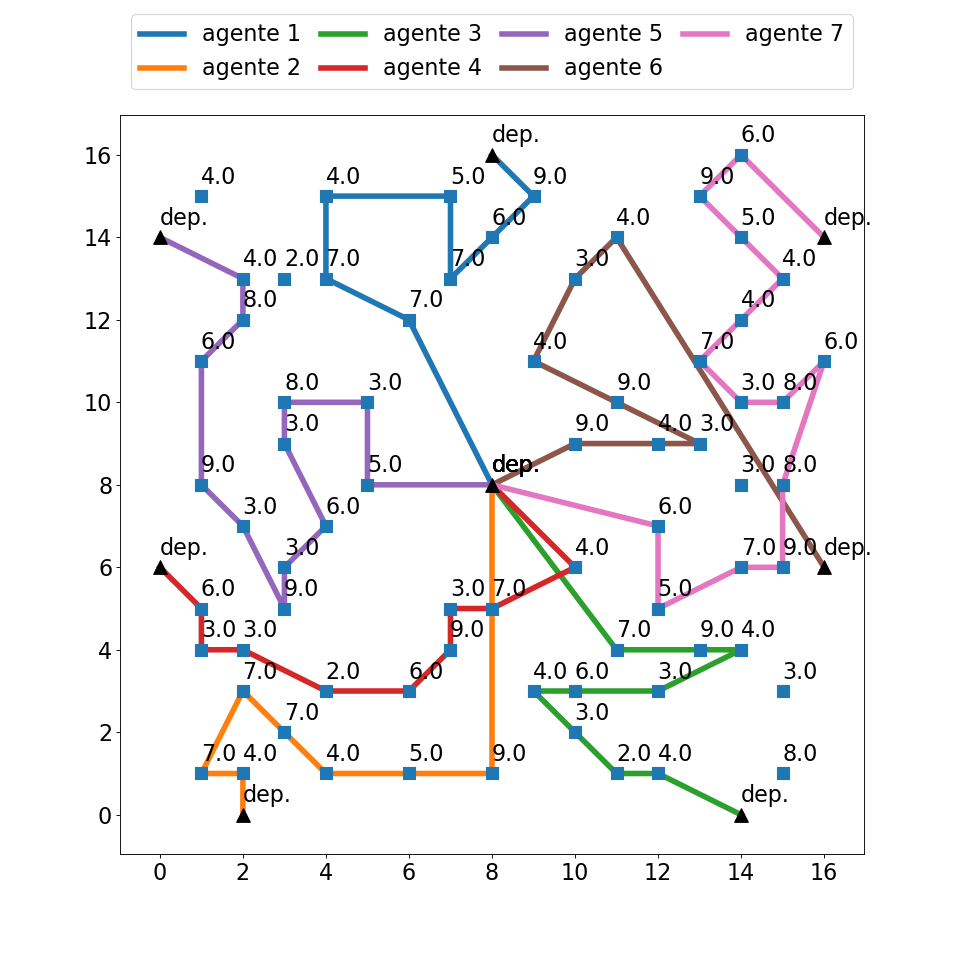 agente 1 agente 3 agente 5 agente 7
agente 2 agente 4 agente 6
dep. 6.0
4.0 4.0 5.0 9.0 9.0
dep. 6.0 4.0 5.0 dep.
4.0 2.0 7.0 7.0 3.0 4.0
8.0 7.0 4.0
6.0 4.0 7.0 6.0
8.0 3.0 9.0 3.0 8.0
3.0 9.0 4.0 3.0
9.0 5.0 dep. 3.0 8.0
3.0 6.0 6.0
dep. 3.0 4.0 7.0 9.0 dep.
6.0 9.0 3.0 7.0 5.0
3.0 3.0 9.0 7.0 9.0 4.0
7.0 2.0 6.0 4.0 6.0 3.0 3.0
7.0 3.0
7.0 4.0 4.0 5.0 9.0 2.0 4.0 8.0
dep. dep.
16
14
12
10
8
6
4
2
0
0 2 4 6 8 10 12 14 16